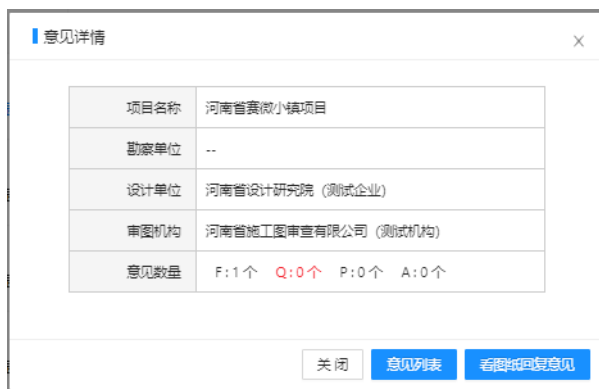 意见详情
×
项目名称 河南省赛微小镇项目
勘察单位 --
设计单位 河南省设计研究院（测试企业）
审图机构 河南省施工图审查有限公司（测试机构）
意见数量 F:1个 Q:0个 P:0个 A:0个
关闭 意见列表 看图纸回复意见